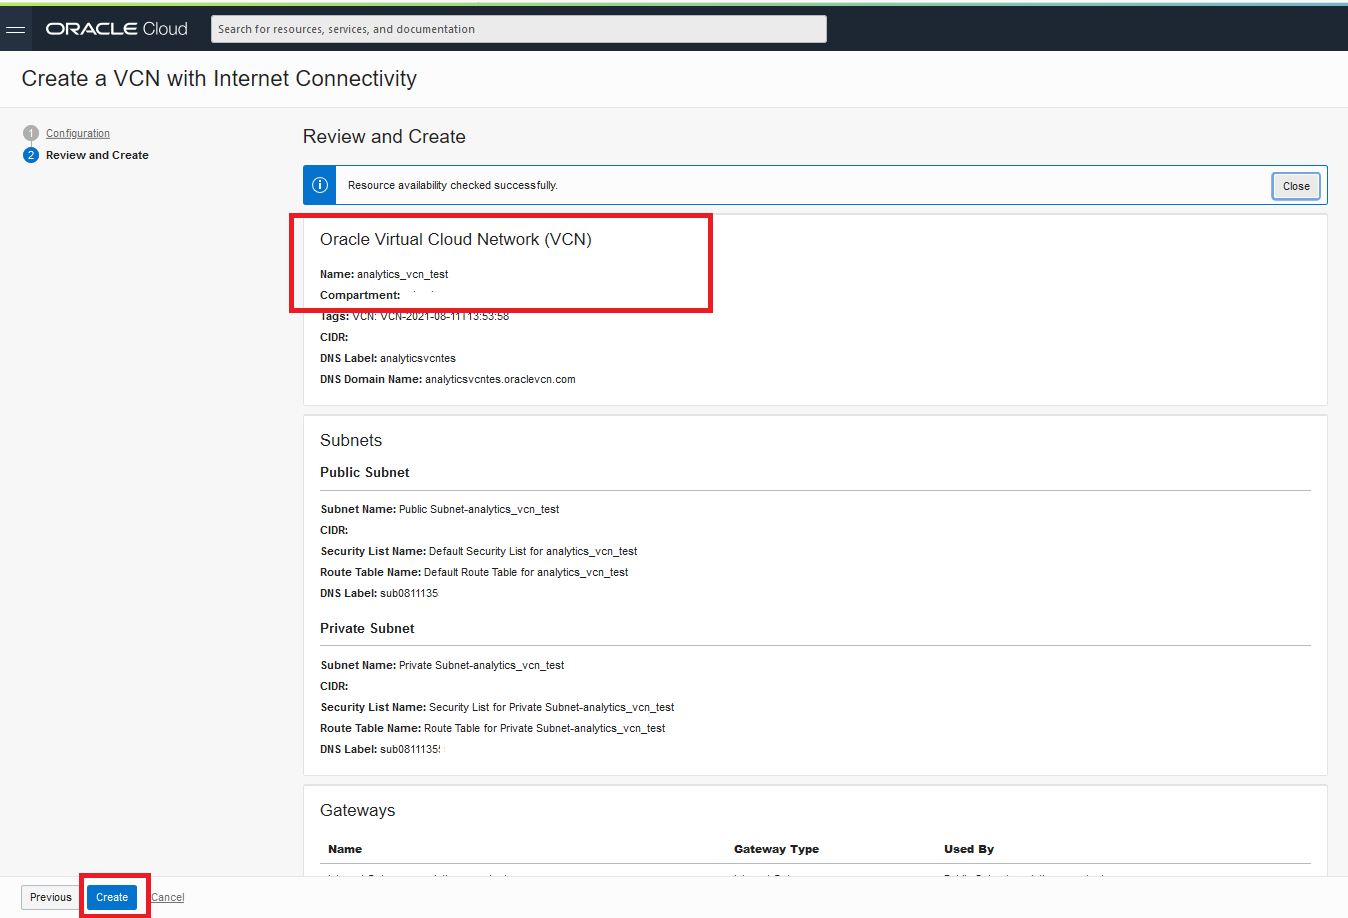 ORACLE Cloud
Search for resources, services, and documentation
Create a VCN with Internet Connectivity
1 Configuration
2 Review and Create
Review and Create
Resource availability checked successfully.
Close
Oracle Virtual Cloud Network (VCN)
Name: analytics_vcn_test
Compartment:
Tags: VCN: VCN-2021-08-11T13:53:58
CIDR:
DNS Label: analyticsvcntes
DNS Domain Name: analyticsvcntes.oraclevcn.com
Subnets
Public Subnet
Subnet Name: Public Subnet-analytics_vcn_test
CIDR:
Security List Name: Default Security List for analytics_vcn_test
Route Table Name: Default Route Table for analytics_vcn_test
DNS Label: sub0811135
Private Subnet
Subnet Name: Private Subnet-analytics_vcn_test
CIDR:
Security List Name: Security List for Private Subnet-analytics_vcn_test
Route Table Name: Route Table for Private Subnet-analytics_vcn_test
DNS Label: sub0811135
Gateways
Name Gateway Type Used By
Previous Create Cancel